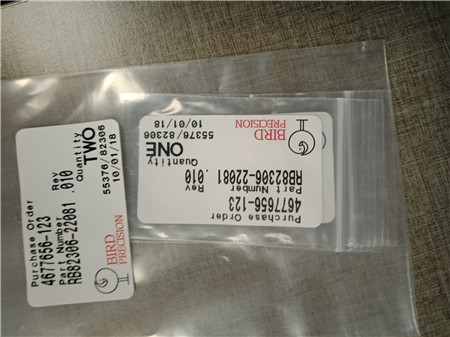 Purchase Order
4677656-123
Part Number Rev
RB82306-22081 .010
Quantity
TWO
55376/82306
10/01/18
BIRD
PRECISION
Purchase Order
4677656-123
Part Number Rev
RB82306-22081 .010
Quantity
ONE
55376/82306
10/01/18
BIRD
PRECISION